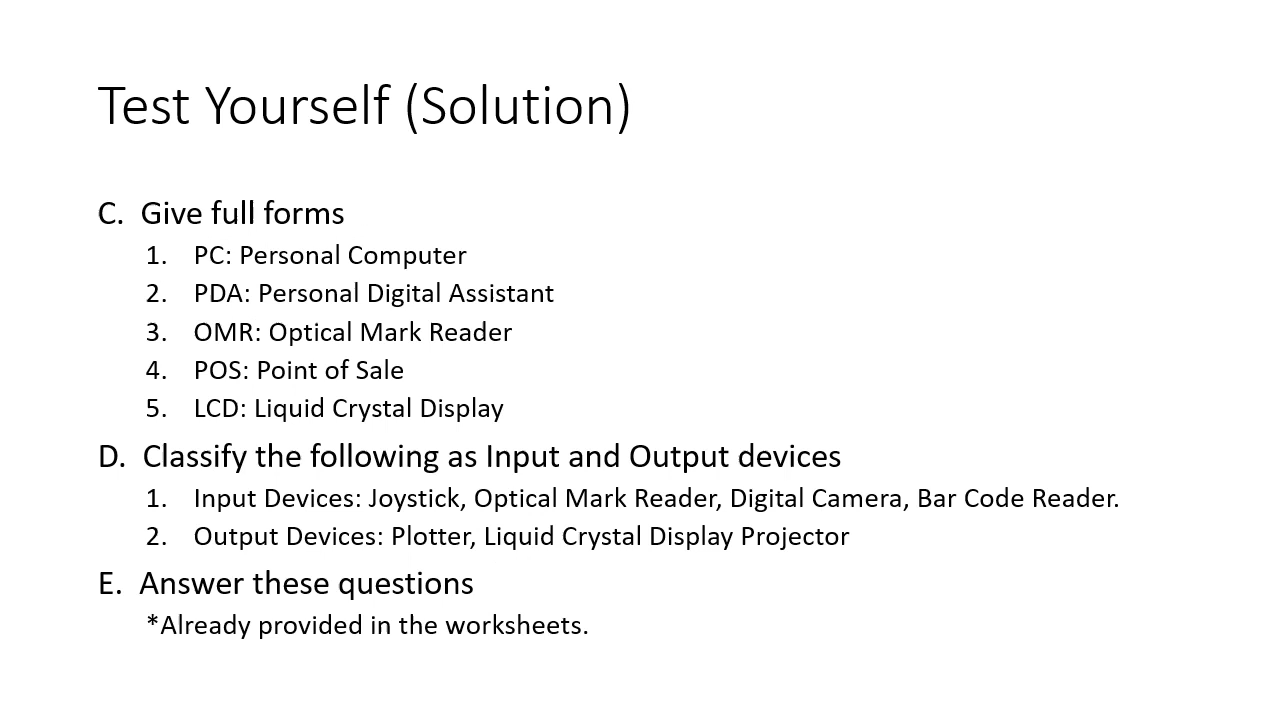 Test Yourself (Solution)
C. Give full forms
1. PC: Personal Computer
2. PDA: Personal Digital Assistant
3. OMR: Optical Mark Reader
4. POS: Point of Sale
5. LCD: Liquid Crystal Display
D. Classify the following as Input and Output devices
1. Input Devices: Joystick, Optical Mark Reader, Digital Camera, Bar Code Reader.
2. Output Devices: Plotter, Liquid Crystal Display Projector
E. Answer these questions
*Already provided in the worksheets.